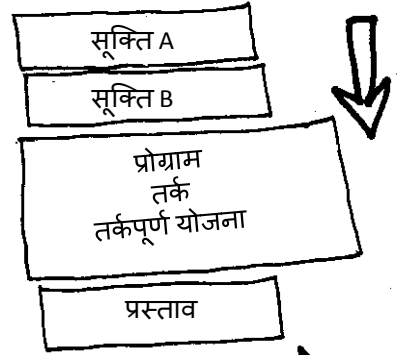 सूक्ति A
सूक्ति B
प्रोग्राम
तर्क
तर्कपूर्ण योजना
प्रस्ताव